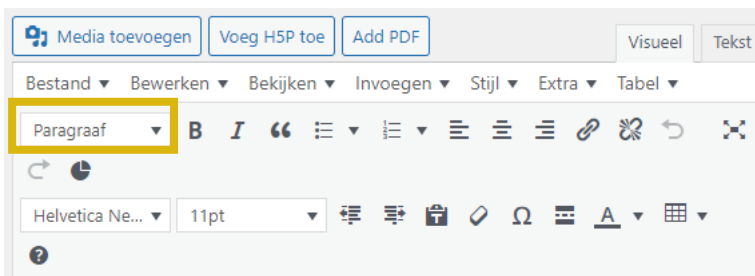 Media toevoegen Voeg H5P toe Add PDF
Visueel Tekst
Bestand Bewerken Bekijken Invoegen Stijl Extra Tabel
Paragraaf B I
Helvetica Ne... 11pt Ω A